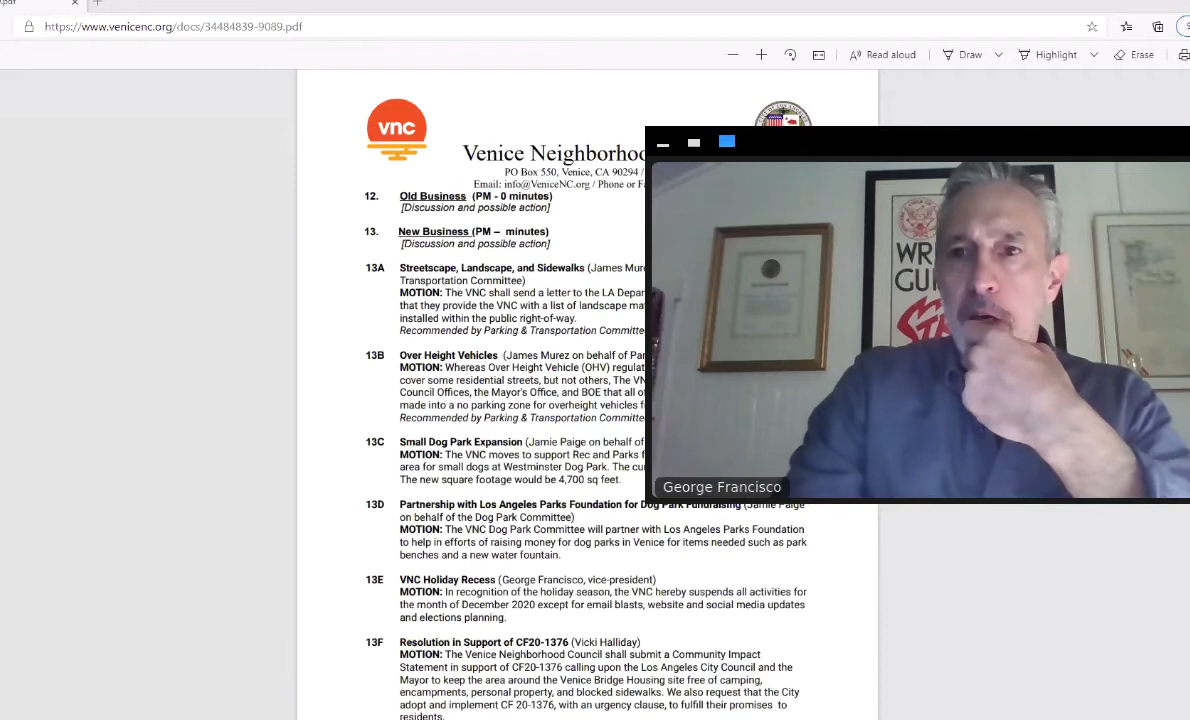 .pdf
https://www.venicenc.org/docs/34484839-9089.pdf
Read aloud Draw Highlight Erase
vnc
Venice Neighborhoo
PO Box 550, Venice, CA 90294 /
Email: info@VeniceNC.org / Phone or Fa
12. Old Business (PM - 0 minutes)
[Discussion and possible action]
13. New Business (PM – minutes)
[Discussion and possible action]
13A Streetscape, Landscape, and Sidewalks (James Mure
Transportation Committee)
MOTION: The VNC shall send a letter to the LA Depar
that they provide the VNC with a list of landscape ma
installed within the public right-of-way.
Recommended by Parking & Transportation Committe
13B Over Height Vehicles (James Murez on behalf of Par
MOTION: Whereas Over Height Vehicle (OHV) regulat
cover some residential streets, but not others, The VN
Council Offices, the Mayor's Office, and BOE that all of
made into a no parking zone for overheight vehicles f
Recommended by Parking & Transportation Committe
13C Small Dog Park Expansion (Jamie Paige on behalf of
MOTION: The VNC moves to support Rec and Parks f
area for small dogs at Westminster Dog Park. The cu
The new square footage would be 4,700 sq feet.
13D Partnership with Los Angeles Parks Foundation for Dog Park Fundraising (Jamie Paige
on behalf of the Dog Park Committee)
MOTION: The VNC Dog Park Committee will partner with Los Angeles Parks Foundation
to help in efforts of raising money for dog parks in Venice for items needed such as park
benches and a new water fountain.
13E VNC Holiday Recess (George Francisco, vice-president)
MOTION: In recognition of the holiday season, the VNC hereby suspends all activities for
the month of December 2020 except for email blasts, website and social media updates
and elections planning.
13F Resolution in Support of CF20-1376 (Vicki Halliday)
MOTION: The Venice Neighborhood Council shall submit a Community Impact
Statement in support of CF20-1376 calling upon the Los Angeles City Council and the
Mayor to keep the area around the Venice Bridge Housing site free of camping,
encampments, personal property, and blocked sidewalks. We also request that the City
adopt and implement CF 20-1376, with an urgency clause, to fulfill their promises to
residents.
WR
GU
George Francisco